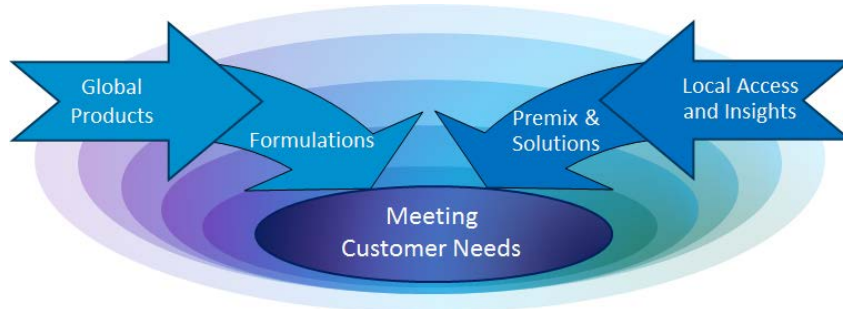 Global
Products
Formulations
Premix &
Solutions
Local Access
and Insights
Meeting
Customer Needs